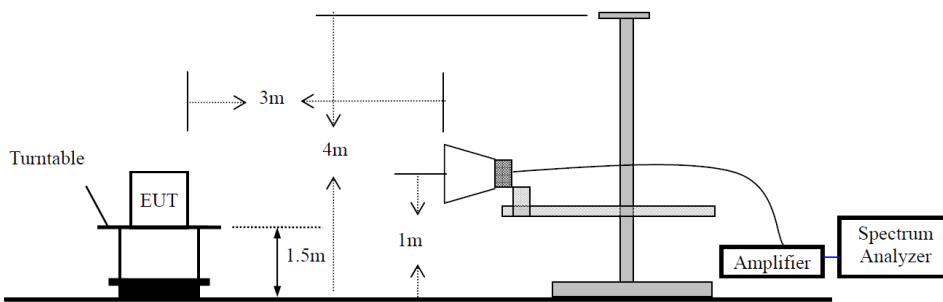 3m
4m
Turntable
EUT
1.5m
1m
Amplifier
Spectrum
Analyzer